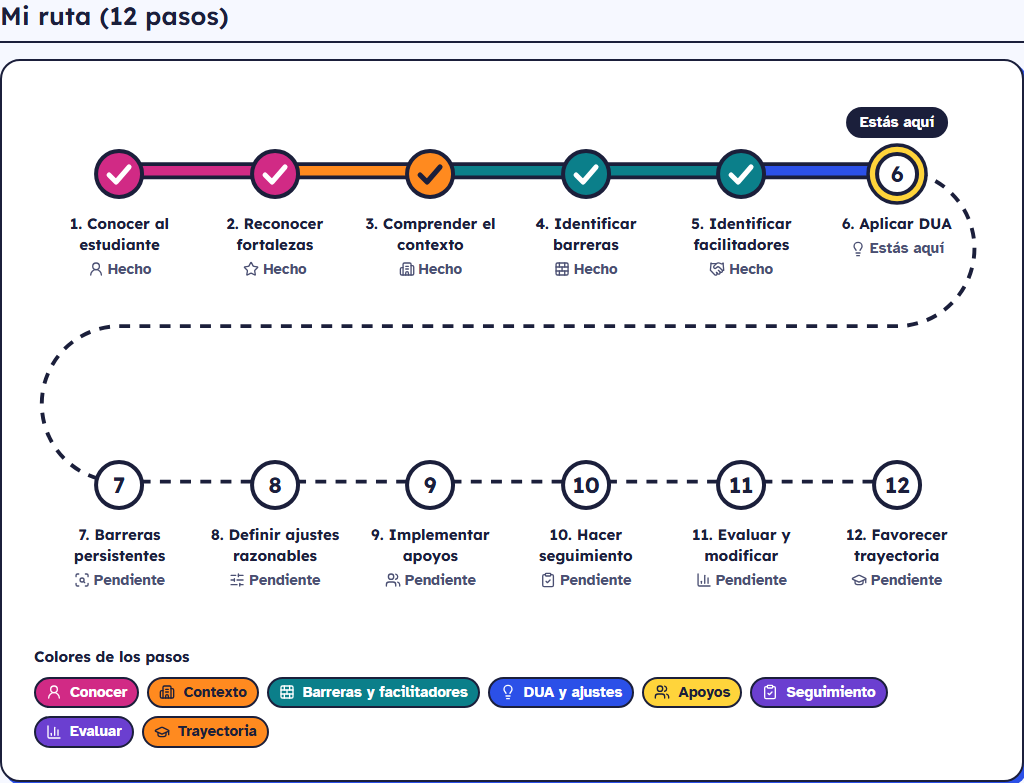 Mi ruta (12 pasos)
Estás aquí
6
1. Conocer al
estudiante
Hecho
2. Reconocer
fortalezas
Hecho
3. Comprender el
contexto
Hecho
4. Identificar
barreras
Hecho
5. Identificar
facilitadores
Hecho
6. Aplicar DUA
Estás aquí
7
8
9
10
11
12
7. Barreras
persistentes
Pendiente
8. Definir ajustes
razonables
Pendiente
9. Implementar
apoyos
Pendiente
10. Hacer
seguimiento
Pendiente
11. Evaluar y
modificar
Pendiente
12. Favorecer
trayectoria
Pendiente
Colores de los pasos
Conocer
Contexto
Barreras y facilitadores
DUA y ajustes
Apoyos
Seguimiento
Evaluar
Trayectoria